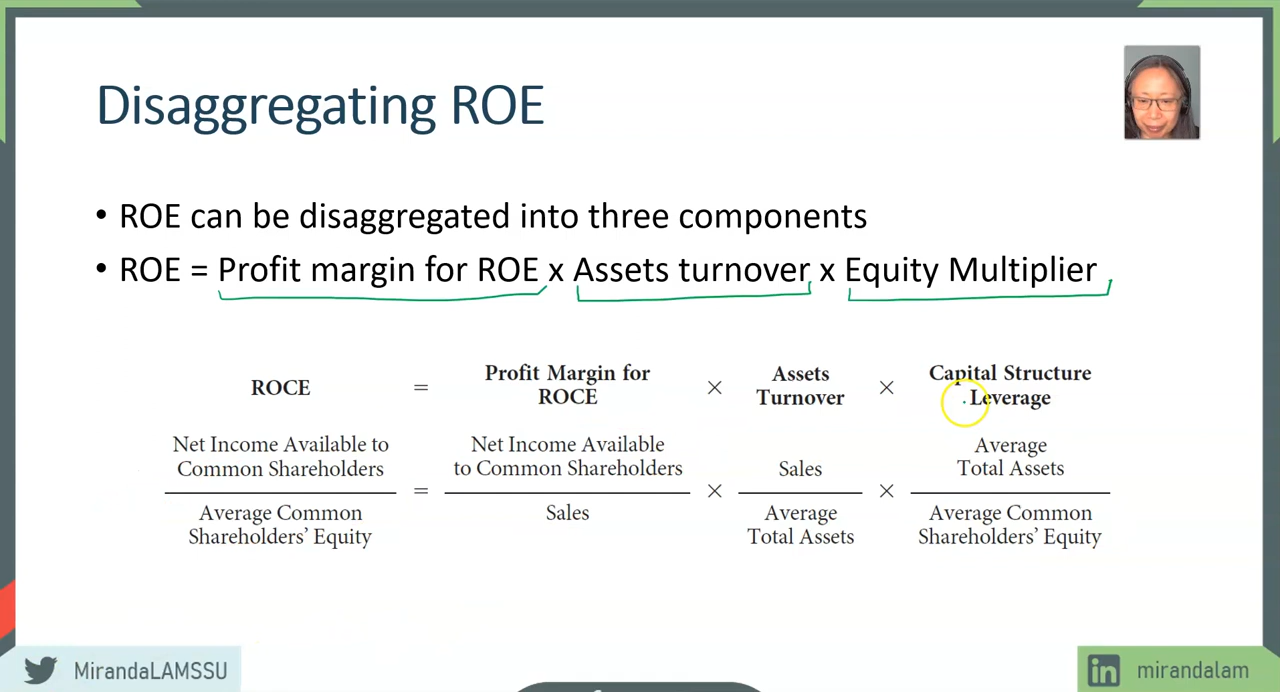 Disaggregating ROE
• ROE can be disaggregated into three components
• ROE = Profit margin for ROE x Assets turnover x Equity Multiplier
ROCE = Profit Margin for ROCE × Assets Turnover × Capital Structure Leverage
Net Income Available to Common Shareholders
Average Common Shareholders' Equity
=
Net Income Available to Common Shareholders
Sales
×
Sales
Average Total Assets
×
Average Total Assets
Average Common Shareholders' Equity
MirandaLAMSSU
in mirandalam